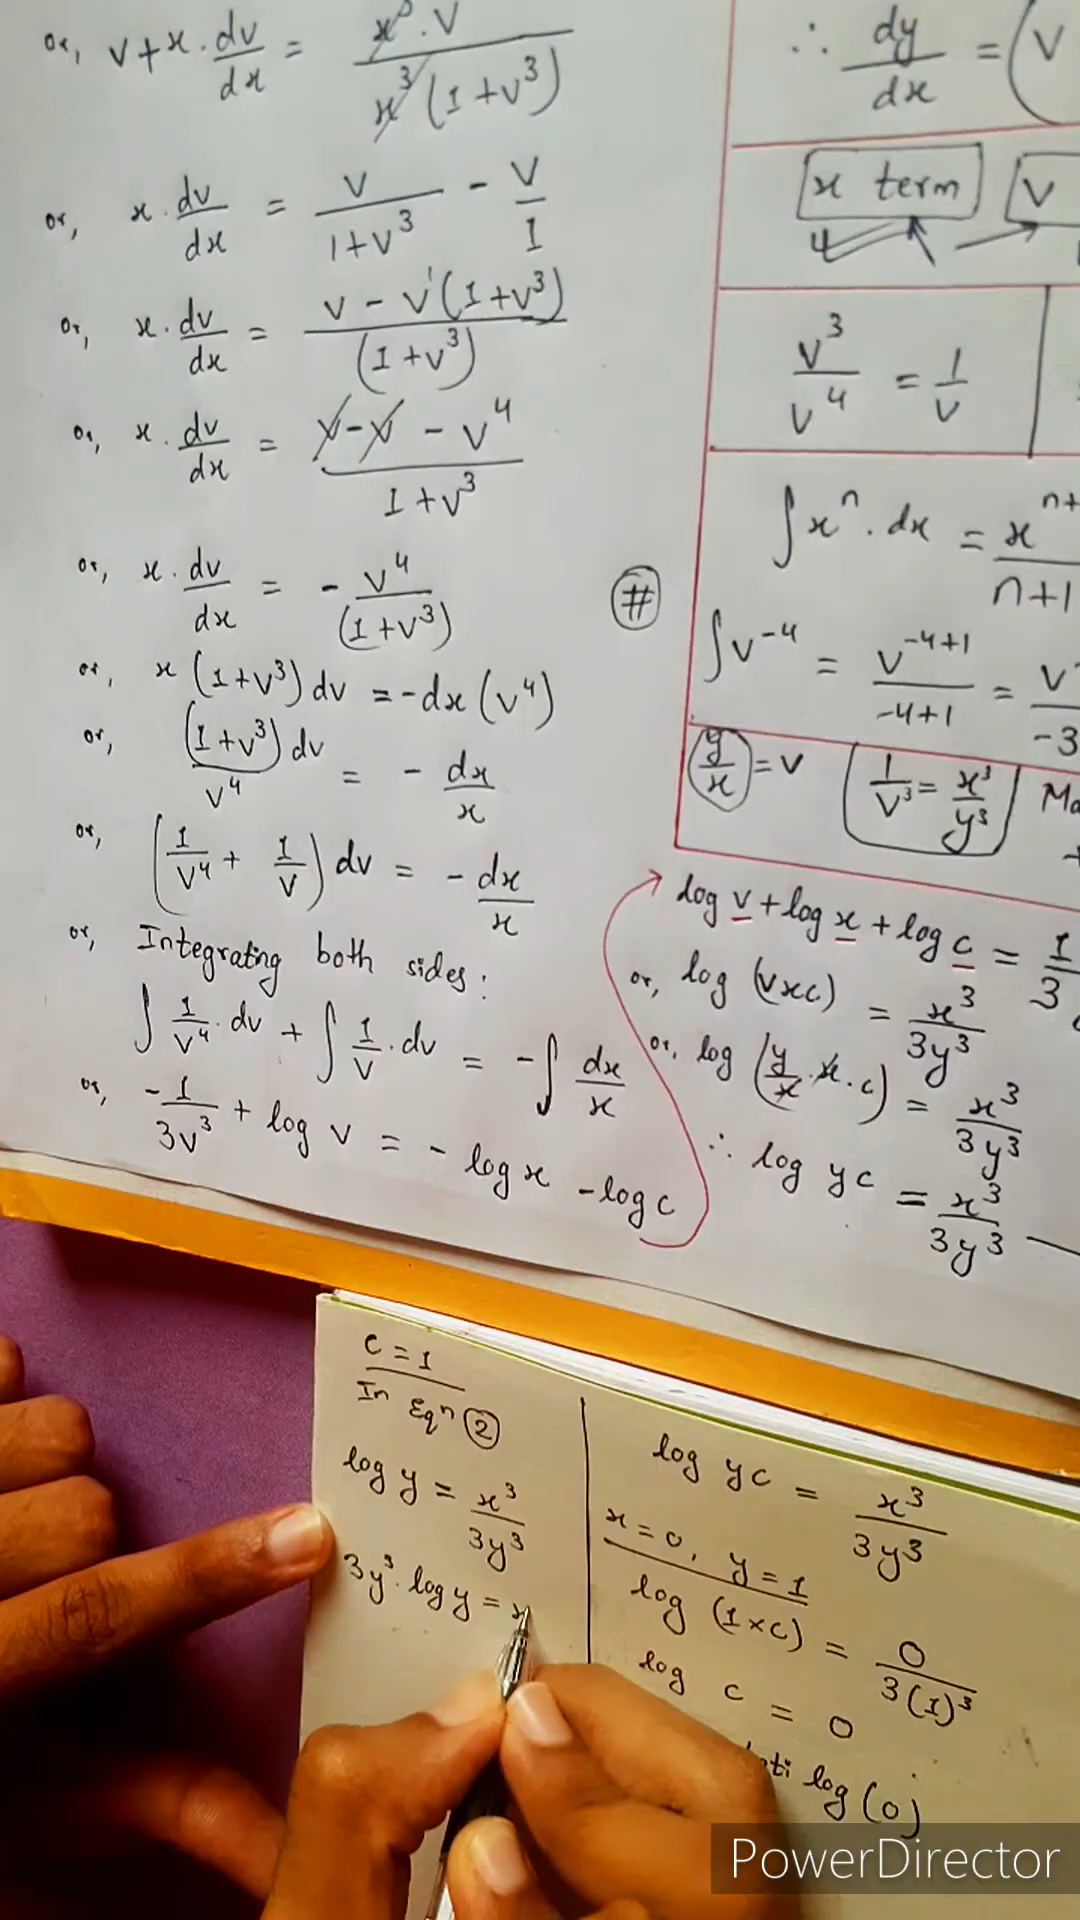 or, v + x · dv/dx = x³·v / x³(1+v³)
or, x · dv/dx = v/1+v³ - v/1
or, x · dv/dx = v - v(1+v³) / (1+v³)
or, x · dv/dx = v - v - v⁴ / 1+v³
or, x · dv/dx = - v⁴/(1+v³)
or, x (1+v³) dv = -dx (v⁴)
or, (1+v³) dv / v⁴ = - dx/x
or, (1/v⁴ + 1/v) dv = - dx/x
or, Integrating both sides:
∫ 1/v⁴ · dv + ∫ 1/v · dv = -∫ dx/x
or, -1/3v³ + log v = - log x - log c
∴ dy/dx = (v
x term
v
v³/v⁴ = 1/v
∫ xⁿ · dx = xⁿ⁺ / n+1
#
∫ v⁻⁴ = v⁻⁴⁺¹ / -4+1 = v / -3
y/x = v
1/v³ = x³/y³
log v + log x + log c = 1/3
or, log (vxc) = x³/3y³
or, log (y/x · x · c) = x³/3y³
∴ log yc = x³/3y³
c = 1
In Eqⁿ ②
log y = x³/3y³
3y³ · log y = x
log yc = x³/3y³
x = 0, y = 1
log (1×c) = 0/3(1)³
log c = 0
log (0)
PowerDirector